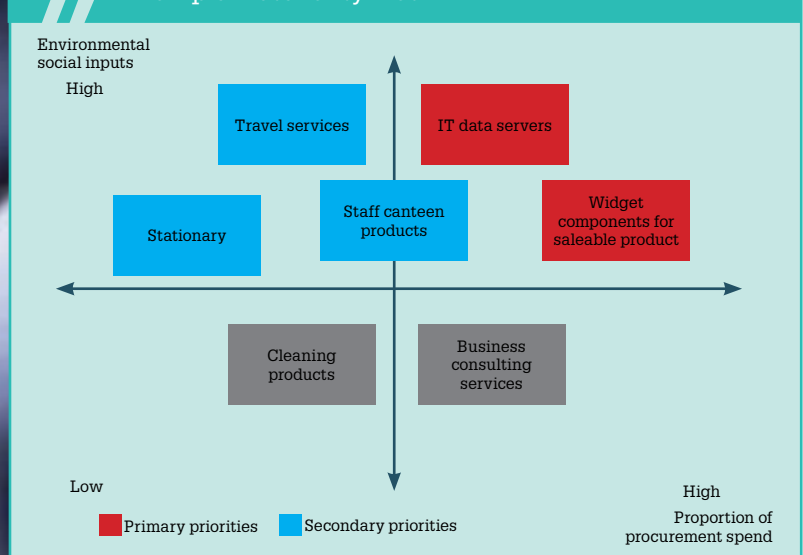 Environmental
social inputs
High
Travel services
IT data servers
Stationary
Staff canteen
products
Widget
components for
saleable product
Cleaning
products
Business
consulting
services
Low
High
Proportion of
procurement spend
Primary priorities
Secondary priorities